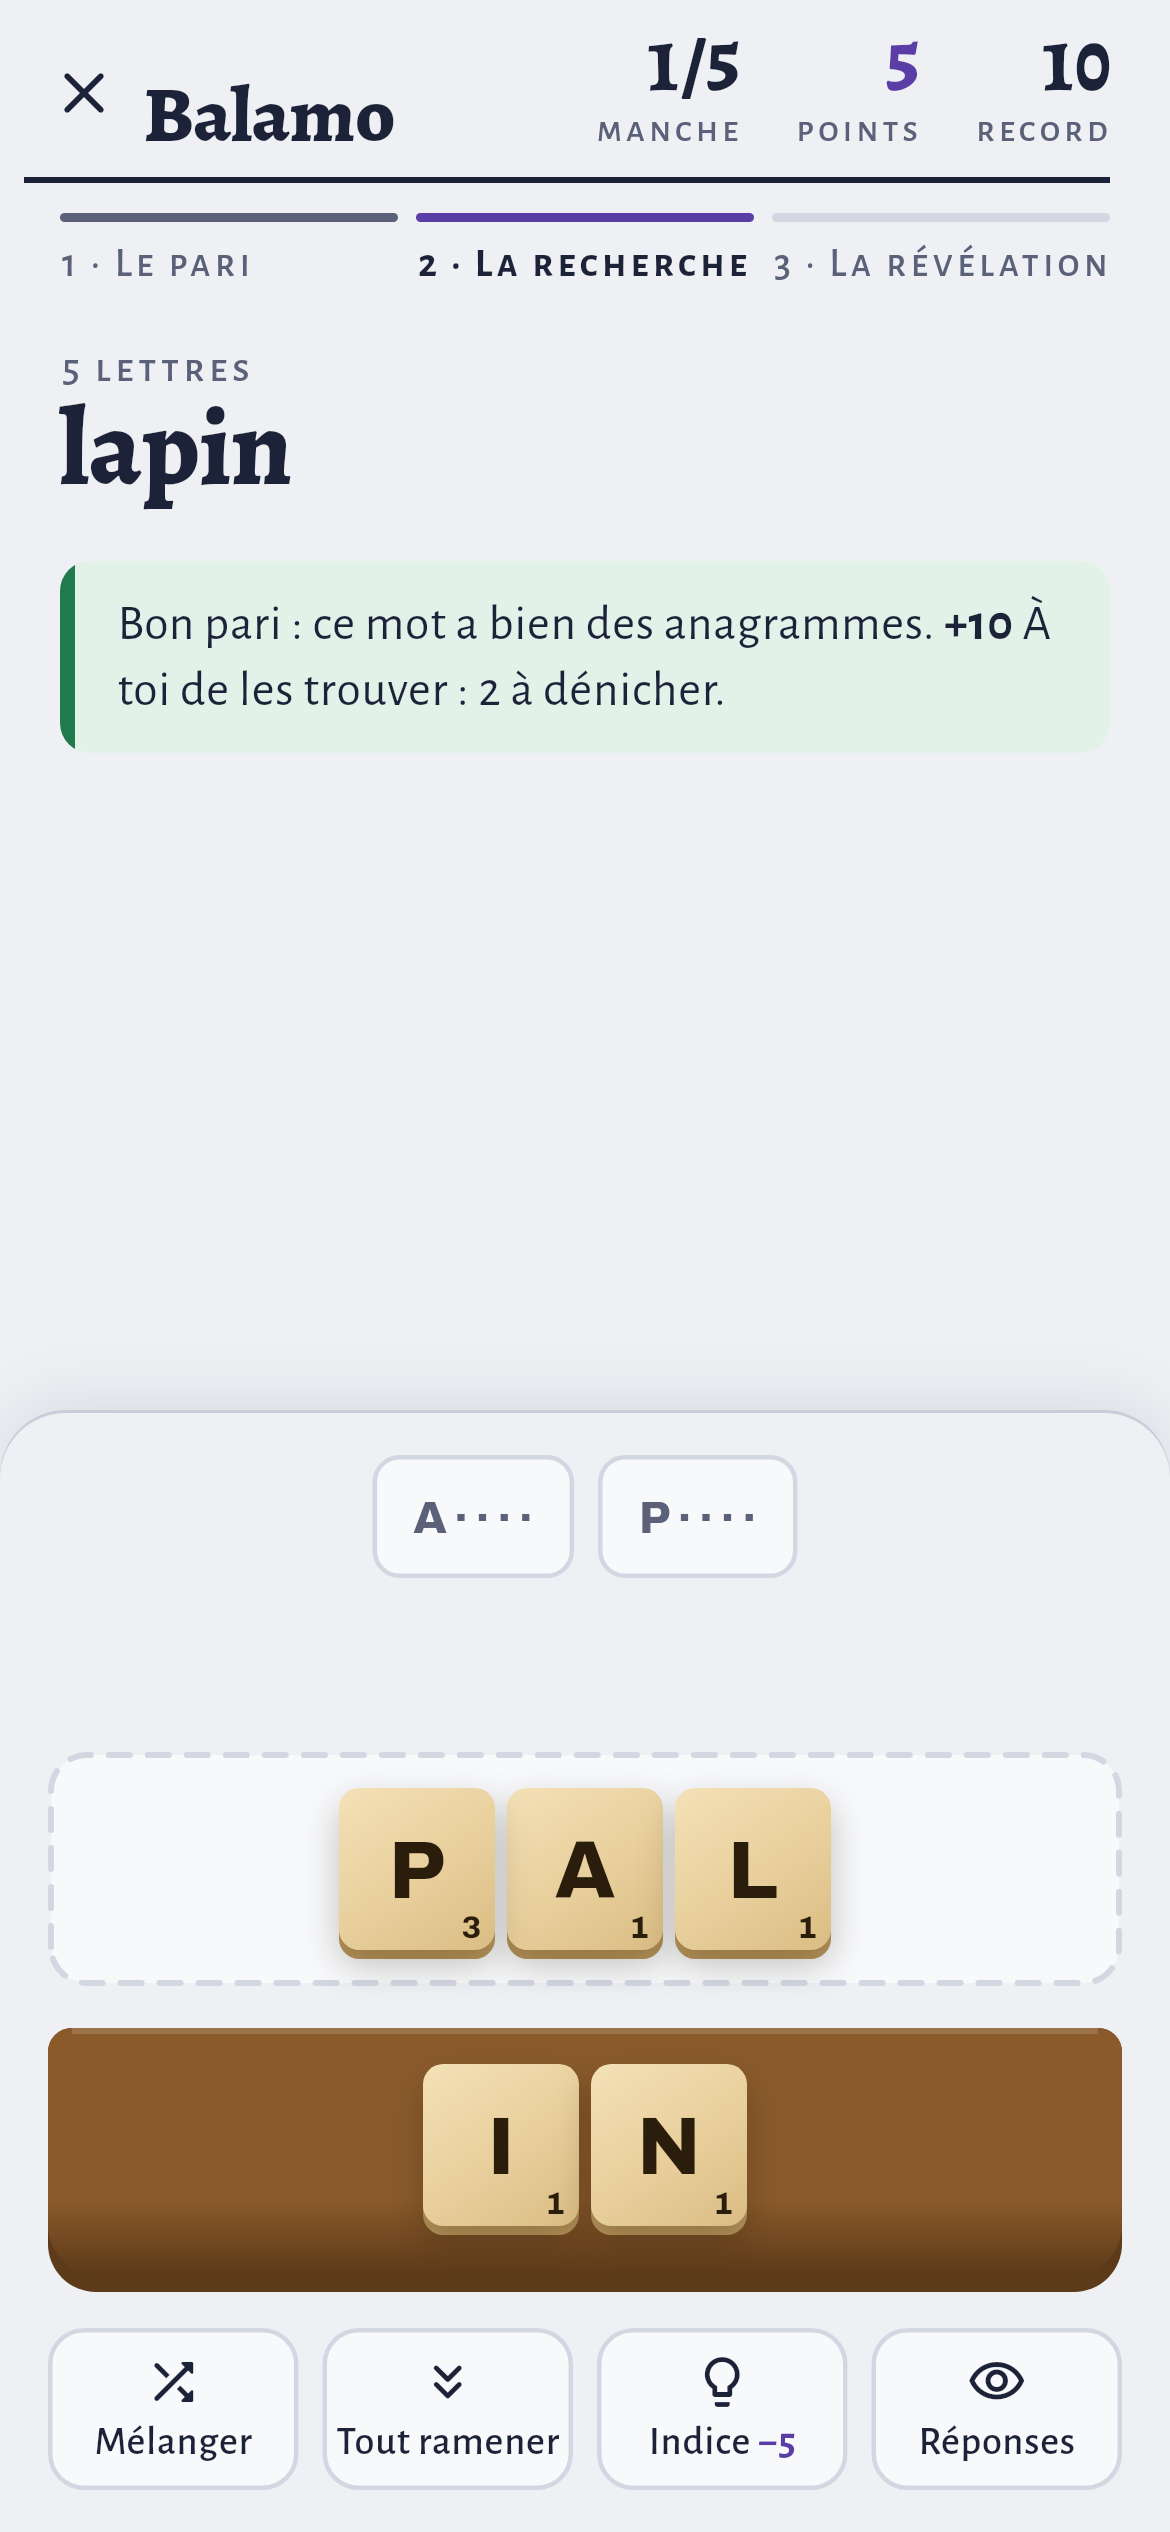 Balamo
1/5 5 10
MANCHE POINTS RECORD
1 · Le pari 2 · La recherche 3 · La révélation
5 lettres
lapin
Bon pari : ce mot a bien des anagrammes. +10 À
toi de les trouver : 2 à dénicher.
A···· P····
P 3 A 1 L 1
I 1 N 1
Mélanger Tout ramener Indice −5 Réponses